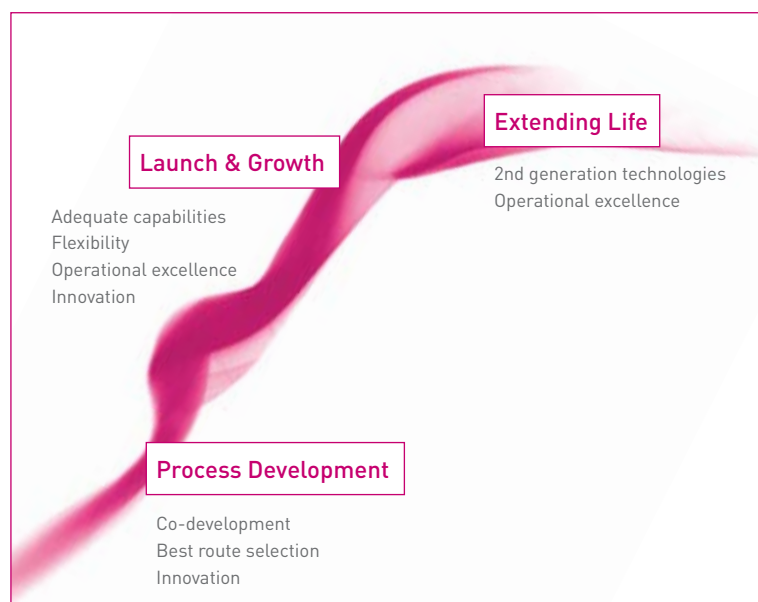 Extending Life
2nd generation technologies
Operational excellence
Launch & Growth
Adequate capabilities
Flexibility
Operational excellence
Innovation
Process Development
Co-development
Best route selection
Innovation